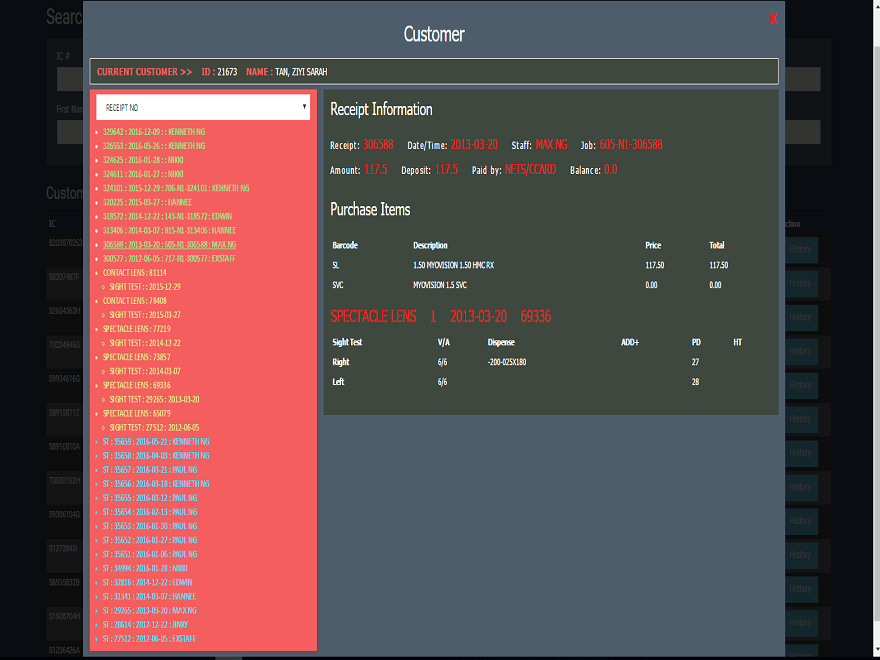 Customer
X
CURRENT CUSTOMER >> ID : 21673 NAME : TAN, ZIYI SARAH
RECEIPT NO
329642 : 2016-12-09 : : KENNETH NG
326553 : 2016-05-26 : : KENNETH NG
324625 : 2016-01-28 : : NIKKI
324611 : 2016-01-27 : : NIKKI
324101 : 2015-12-29 : 706-N1-324101 : KENNETH NG
320225 : 2015-03-27 : : HANNEE
318572 : 2014-12-22 : 143-N1-318572 : EDWIN
313406 : 2014-03-07 : 815-N1-313406 : HANNEE
306588 : 2013-03-20 : 605-N1-306588 : MAX NG
300577 : 2012-06-05 : 717-N1-300577 : EXSTAFF
CONTACT LENS : 81114
SIGHT TEST : : 2015-12-29
CONTACT LENS : 78408
SIGHT TEST : : 2015-03-27
SPECTACLE LENS : 77219
SIGHT TEST : : 2014-12-22
SPECTACLE LENS : 73857
SIGHT TEST : : 2014-03-07
SPECTACLE LENS : 69336
SIGHT TEST : 29265 : 2013-03-20
SPECTACLE LENS : 65079
SIGHT TEST : 27512 : 2012-06-05
ST : 35659 : 2016-05-21 : KENNETH NG
ST : 35658 : 2016-04-03 : KENNETH NG
ST : 35657 : 2016-03-21 : PAUL NG
ST : 35656 : 2016-03-18 : KENNETH NG
ST : 35655 : 2016-03-12 : PAUL NG
ST : 35654 : 2016-02-13 : PAUL NG
ST : 35653 : 2016-01-30 : PAUL NG
ST : 35652 : 2016-01-27 : PAUL NG
ST : 35651 : 2016-01-06 : PAUL NG
ST : 34994 : 2016-01-28 : NIKKI
ST : 32816 : 2014-12-22 : EDWIN
ST : 31341 : 2014-03-07 : HANNEE
ST : 29265 : 2013-03-20 : MAX NG
ST : 28614 : 2012-12-22 : JINKY
ST : 27512 : 2012-06-05 : EXSTAFF
Receipt Information
Receipt: 306588 Date/Time: 2013-03-20 Staff: MAX NG Job: 605-N1-306588
Amount: 117.5 Deposit: 117.5 Paid by: NETS/CCARD Balance: 0.0
Purchase Items
Barcode Description Price Total
SL 1.50 MYOVISION 1.50 HMC RX 117.50 117.50
SVC MYOVISION 1.5 SVC 0.00 0.00
SPECTACLE LENS 1 2013-03-20 69336
Sight Test V/A Dispense ADD+ PD HT
Right 6/6 -200-025X180 27
Left 6/6 28
IC #
First Nam
IC
History
History
History
History
History
History
History
History
History
History
History
History